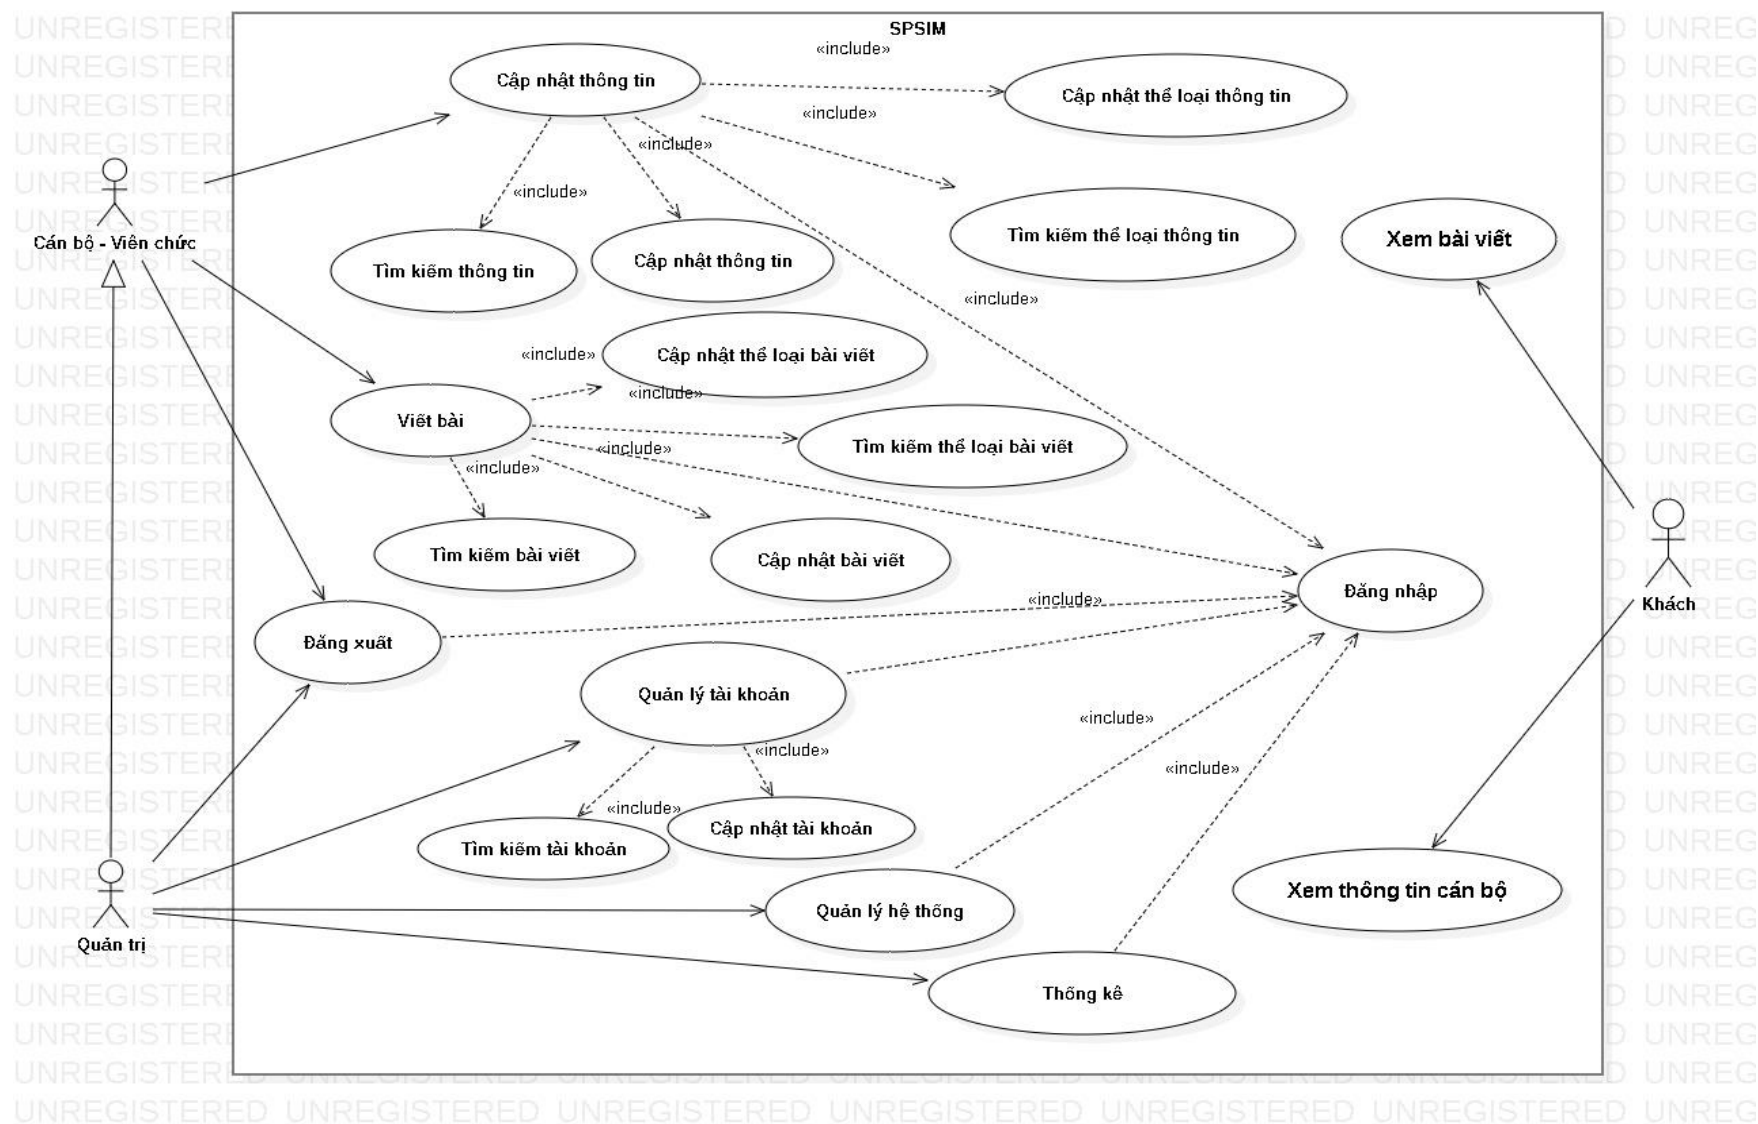 SPSIM
«include»
Cập nhật thông tin
Cập nhật thể loại thông tin
«include»
«include»
«include»
Cán bộ - Viên chức
Tìm kiếm thông tin
Cập nhật thông tin
Tìm kiếm thể loại thông tin
Xem bài viết
«include»
«include»
Cập nhật thể loại bài viết
«include»
Viết bài
Tìm kiếm thể loại bài viết
«include»
«include»
Tìm kiếm bài viết
Cập nhật bài viết
Đăng nhập
«include»
Khách
Đăng xuất
Quản lý tài khoản
«include»
«include»
«include»
«include»
Tìm kiếm tài khoản
Cập nhật tài khoản
Xem thông tin cán bộ
Quản lý hệ thống
Quản trị
Thống kê
UNREGISTERED UNREGISTERED UNREGISTERED UNREGISTERED UNREGISTERED UNREGISTERED UNREG